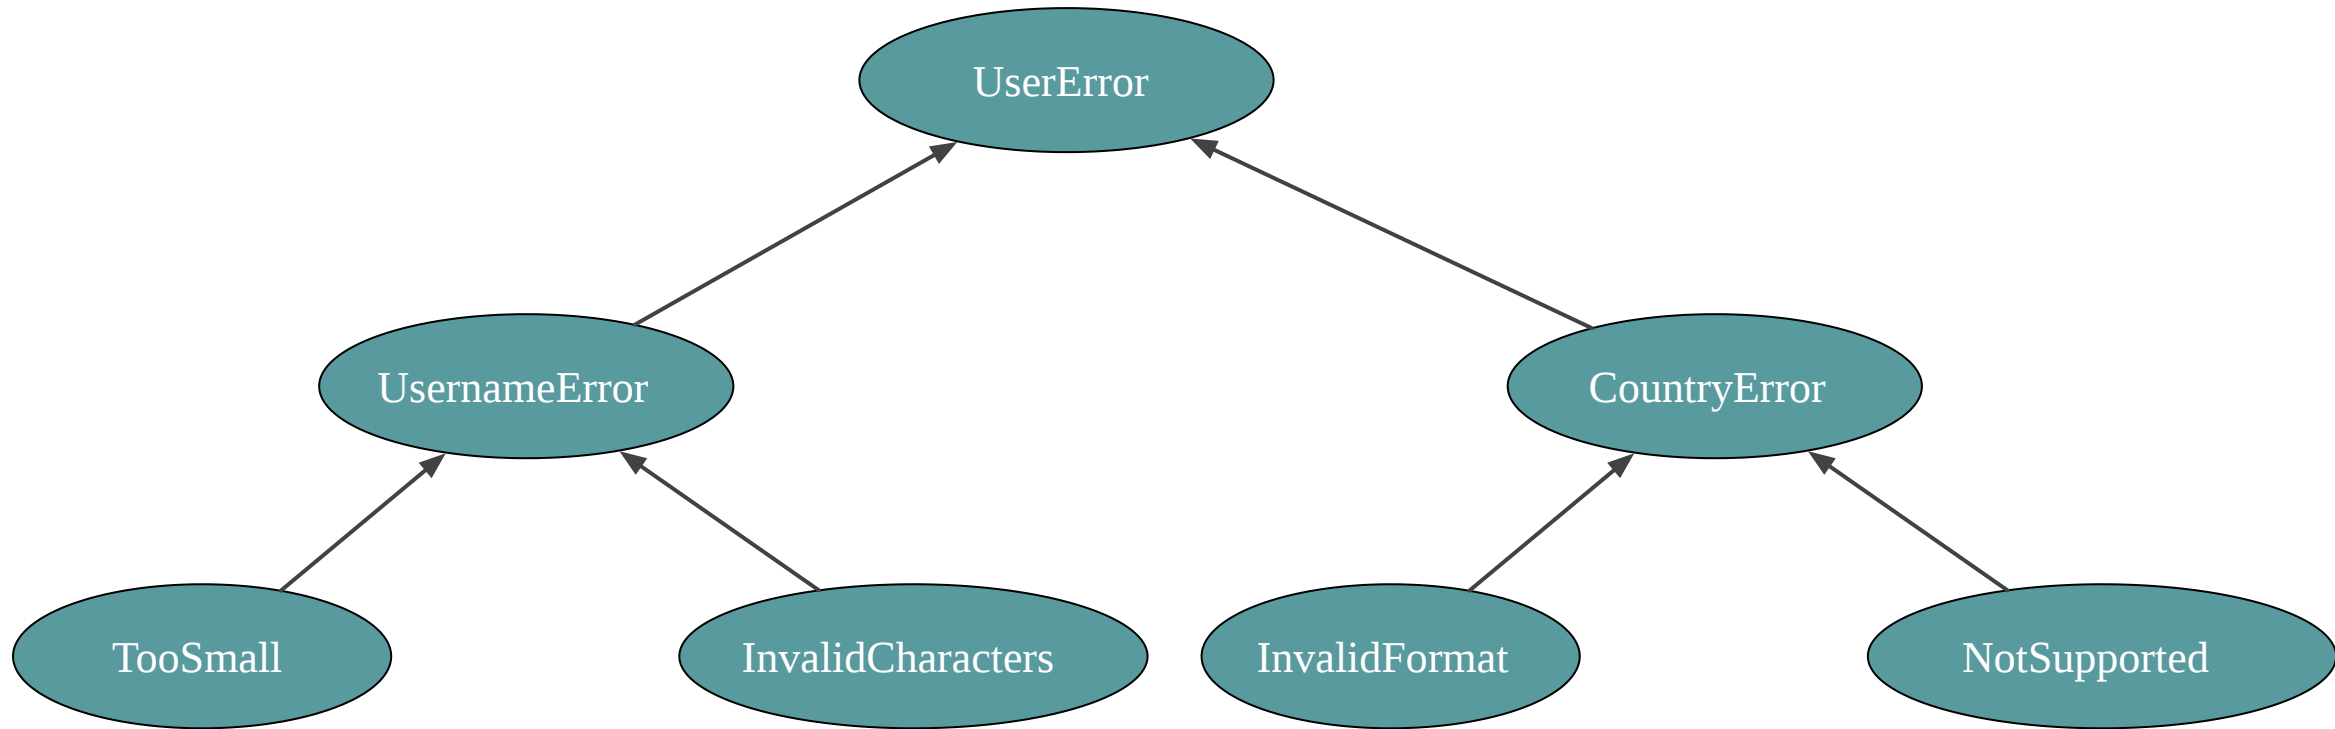 UserError
UsernameError
CountryError
TooSmall
InvalidCharacters
InvalidFormat
NotSupported